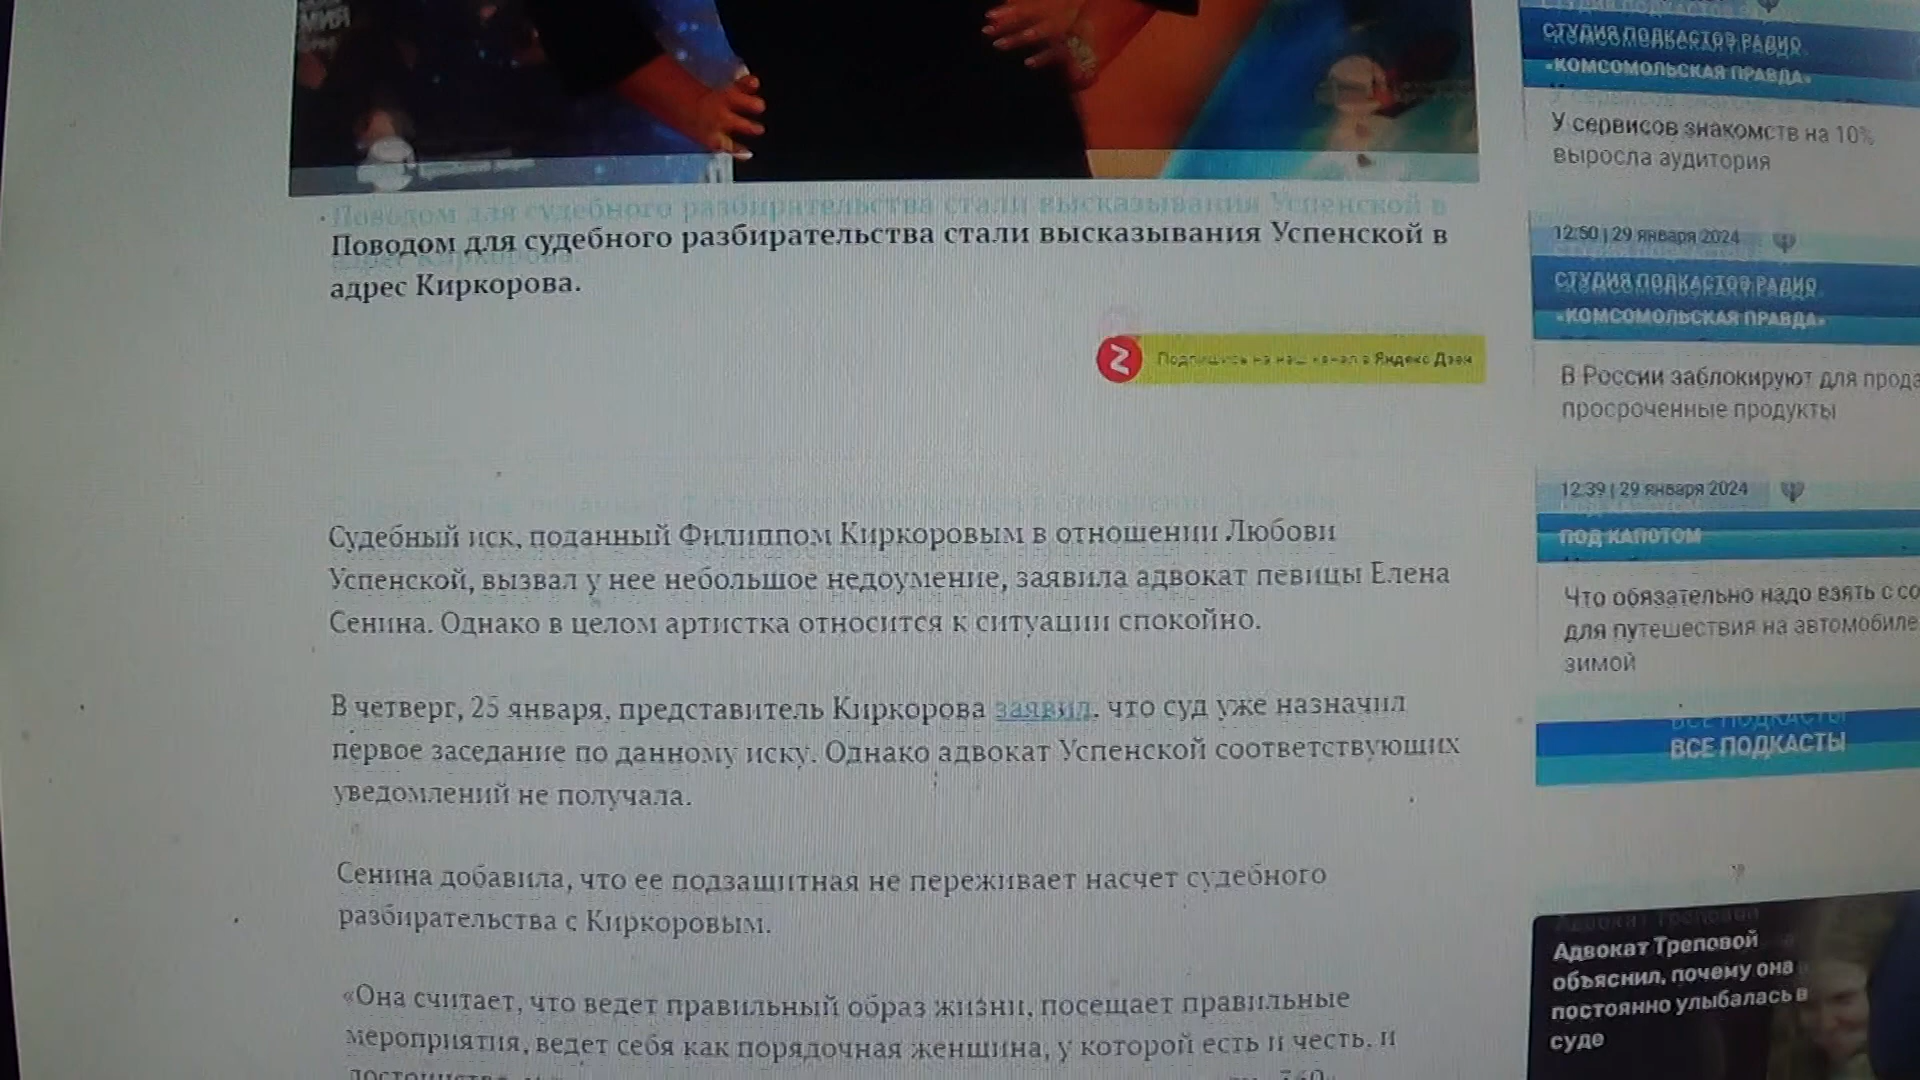 Поводом для судебного разбирательства стали высказывания Успенской в
адрес Киркорова.
Подпишись на наш канал в Яндекс Дзен
Судебный иск, поданный Филиппом Киркоровым в отношении Любови
Успенской, вызвал у нее небольшое недоумение, заявила адвокат певицы Елена
Сенина. Однако в целом артистка относится к ситуации спокойно.
В четверг, 25 января, представитель Киркорова заявил, что суд уже назначил
первое заседание по данному иску. Однако адвокат Успенской соответствующих
уведомлений не получала.
Сенина добавила, что ее подзащитная не переживает насчет судебного
разбирательства с Киркоровым.
«Она считает, что ведет правильный образ жизни, посещает правильные
мероприятия, ведет себя как порядочная женщина, у которой есть и честь, и
СТУДИЯ ПОДКАСТОВ РАДИО
«КОМСОМОЛЬСКАЯ ПРАВДА»
У сервисов знакомств на 10%
выросла аудитория
12:50 | 29 января 2024
СТУДИЯ ПОДКАСТОВ РАДИО
«КОМСОМОЛЬСКАЯ ПРАВДА»
В России заблокируют для прода
просроченные продукты
12:39 | 29 января 2024
ПОД КАПОТОМ
Что обязательно надо взять с со
для путешествия на автомобиле
зимой
ВСЕ ПОДКАСТЫ
Адвокат Треповой
объяснил, почему она
постоянно улыбалась в
суде